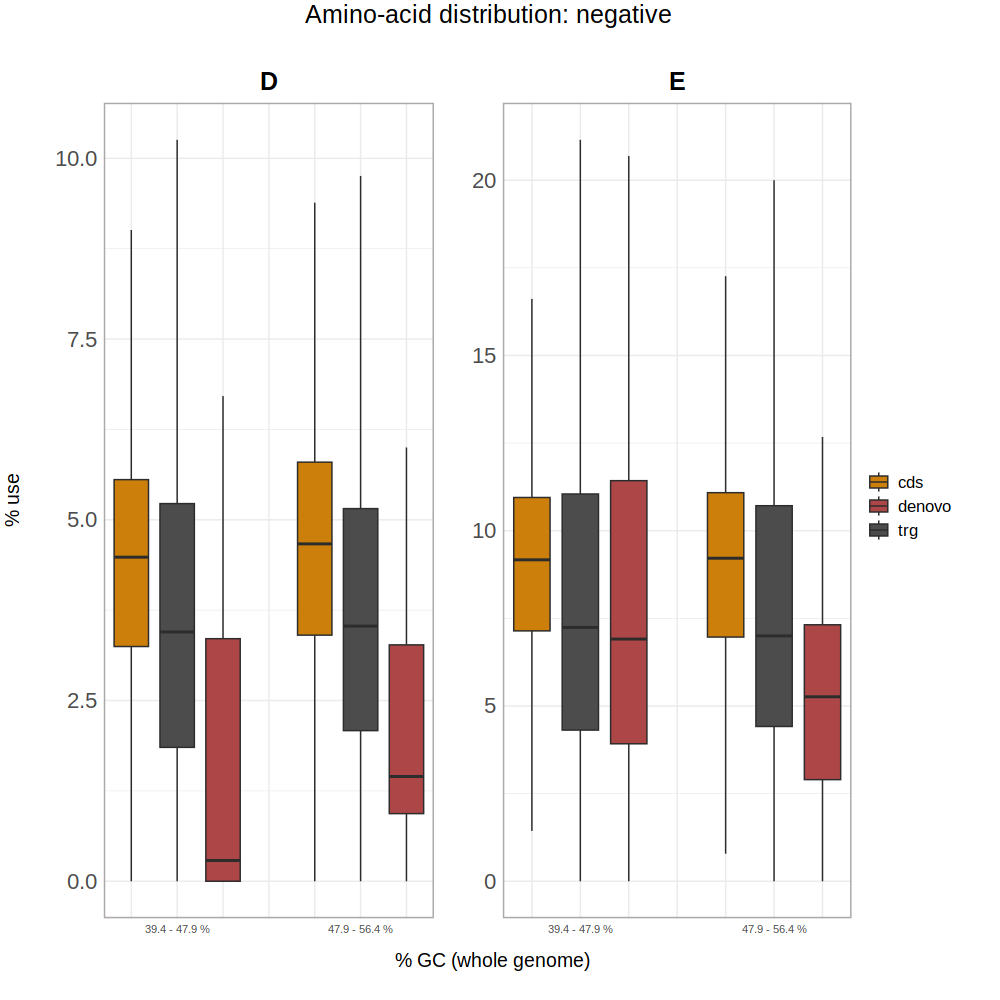 Amino-acid distribution: negative
D
E
10.0
7.5
5.0
2.5
0.0
20
15
10
5
0
% use
39.4 - 47.9 %
47.9 - 56.4 %
39.4 - 47.9 %
47.9 - 56.4 %
% GC (whole genome)
cds
denovo
trg